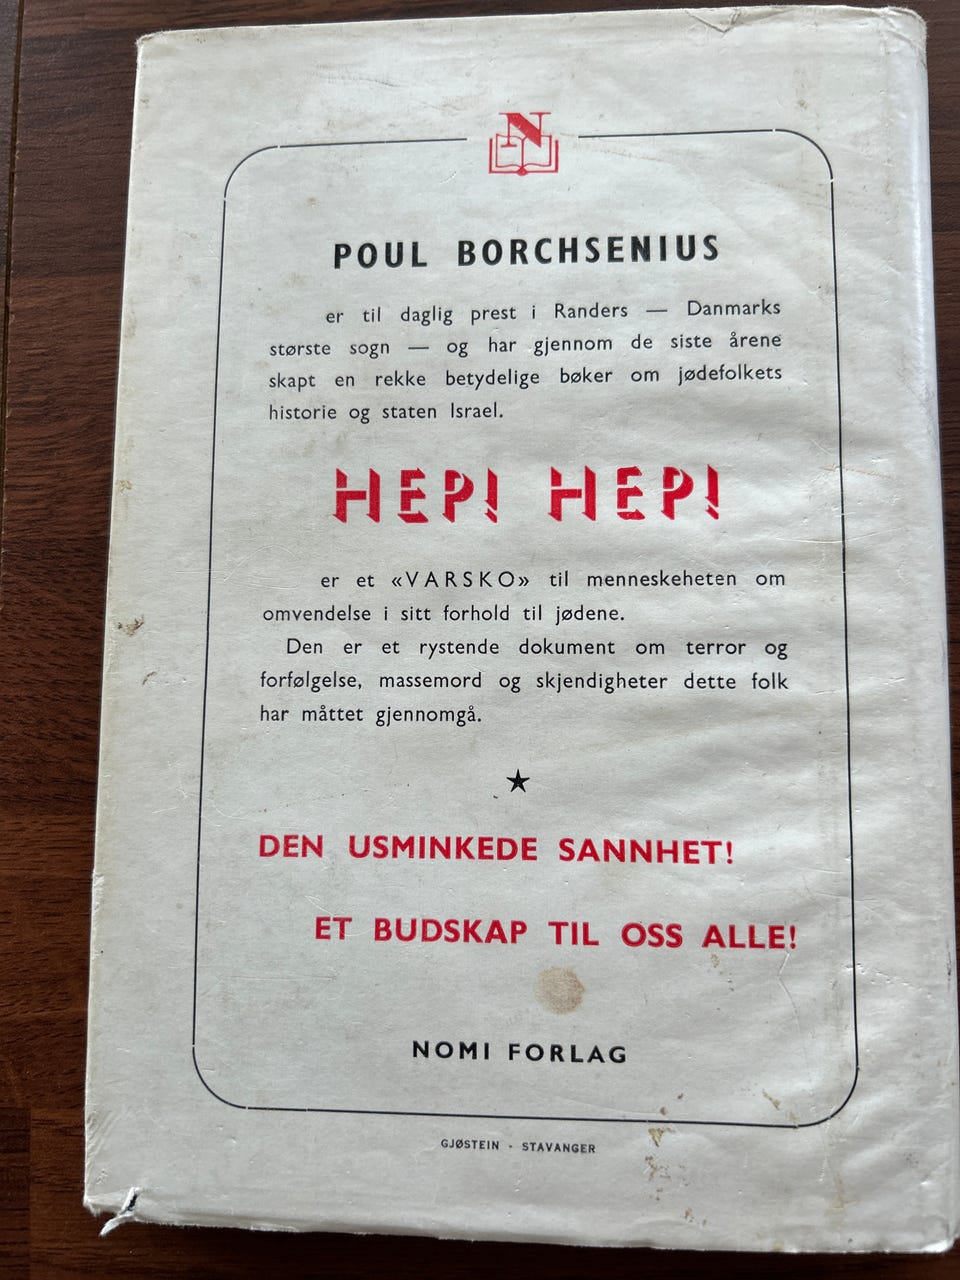 N
POUL BORCHSENIUS
er til daglig prest i Randers — Danmarks
største sogn — og har gjennom de siste årene
skapt en rekke betydelige bøker om jødefolkets
historie og staten Israel.
HEP! HEP!
er et «VARSKO» til menneskeheten om
omvendelse i sitt forhold til jødene.
Den er et rystende dokument om terror og
forfølgelse, massemord og skjendigheter dette folk
har måttet gjennomgå.
DEN USMINKEDE SANNHET!
ET BUDSKAP TIL OSS ALLE!
NOMI FORLAG
GJØSTEIN - STAVANGER